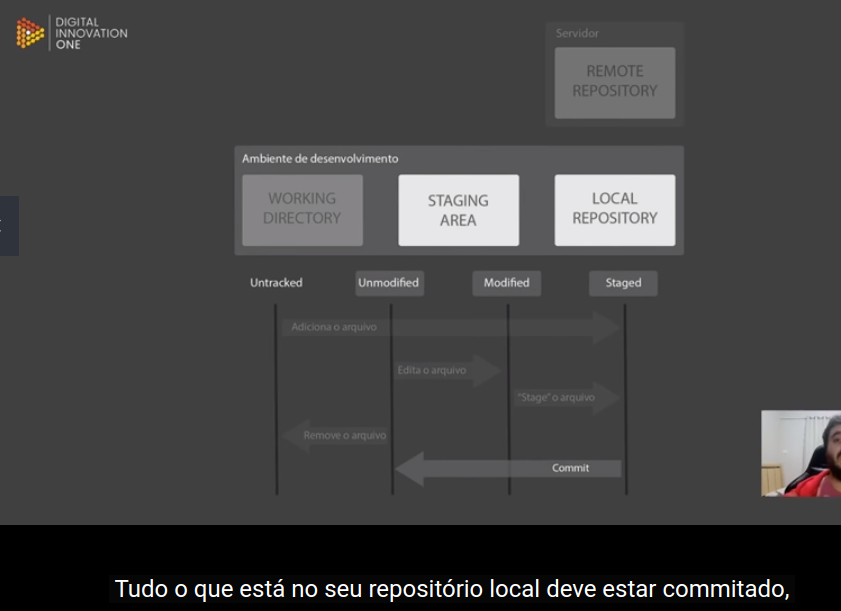 DIGITAL
INNOVATION
ONE
Servidor
REMOTE
REPOSITORY
Ambiente de desenvolvimento
WORKING
DIRECTORY
STAGING
AREA
LOCAL
REPOSITORY
Untracked
Unmodified
Modified
Staged
Adiciona o arquivo
Edita o arquivo
"Stage" o arquivo
Remove o arquivo
Commit
Tudo o que está no seu repositório local deve estar commitado,